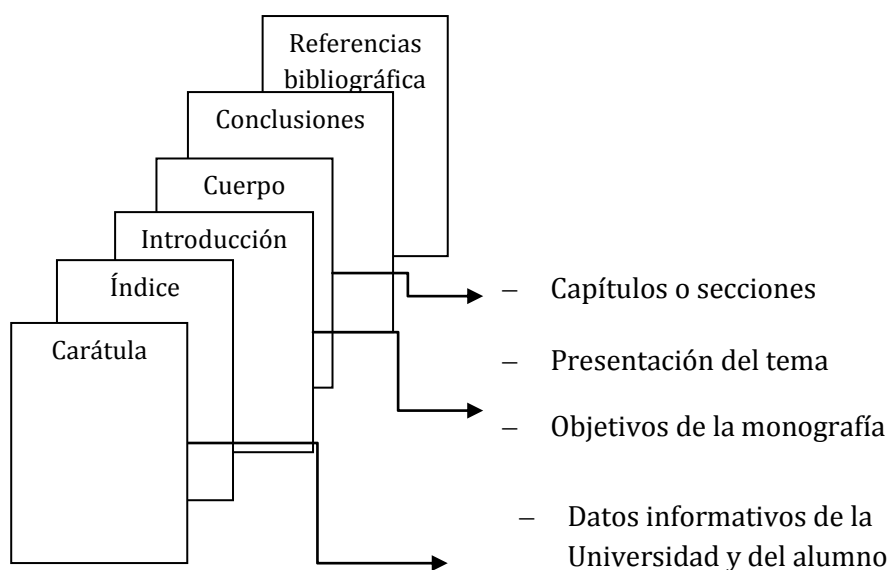 Referencias
bibliográfica
Conclusiones
Cuerpo
Introducción
Índice
Carátula
– Capítulos o secciones
– Presentación del tema
– Objetivos de la monografía
– Datos informativos de la
Universidad y del alumno